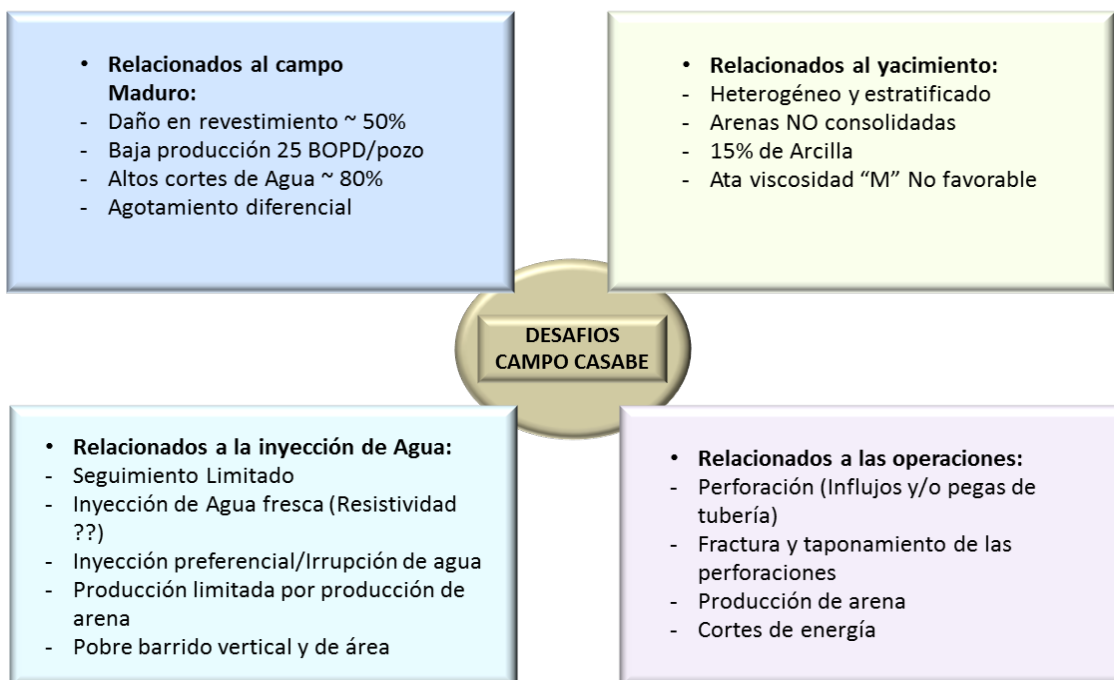 • Relacionados al campo
Maduro:
- Daño en revestimiento ~ 50%
- Baja producción 25 BOPD/pozo
- Altos cortes de Agua ~ 80%
- Agotamiento diferencial
• Relacionados al yacimiento:
- Heterogéneo y estratificado
- Arenas NO consolidadas
- 15% de Arcilla
- Ata viscosidad “M” No favorable
DESAFIOS
CAMPO CASABE
• Relacionados a la inyección de Agua:
- Seguimiento Limitado
- Inyección de Agua fresca (Resistividad
??)
- Inyección preferencial/Irrupción de agua
- Producción limitada por producción de
arena
- Pobre barrido vertical y de área
• Relacionados a las operaciones:
- Perforación (Influjos y/o pegas de
tubería)
- Fractura y taponamiento de las
perforaciones
- Producción de arena
- Cortes de energía